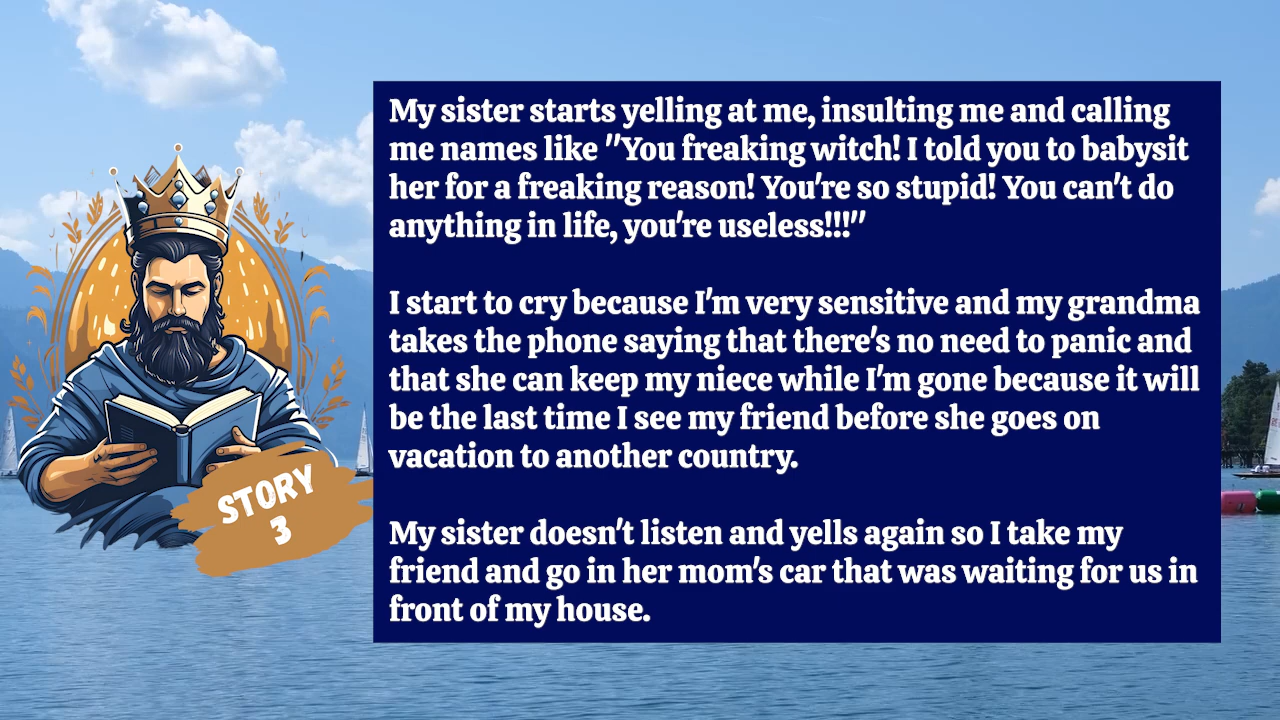 My sister starts yelling at me, insulting me and calling
me names like "You freaking witch! I told you to babysit
her for a freaking reason! You're so stupid! You can't do
anything in life, you're useless!!!"
I start to cry because I'm very sensitive and my grandma
takes the phone saying that there's no need to panic and
that she can keep my niece while I'm gone because it will
be the last time I see my friend before she goes on
vacation to another country.
My sister doesn't listen and yells again so I take my
friend and go in her mom's car that was waiting for us in
front of my house.
STORY
3